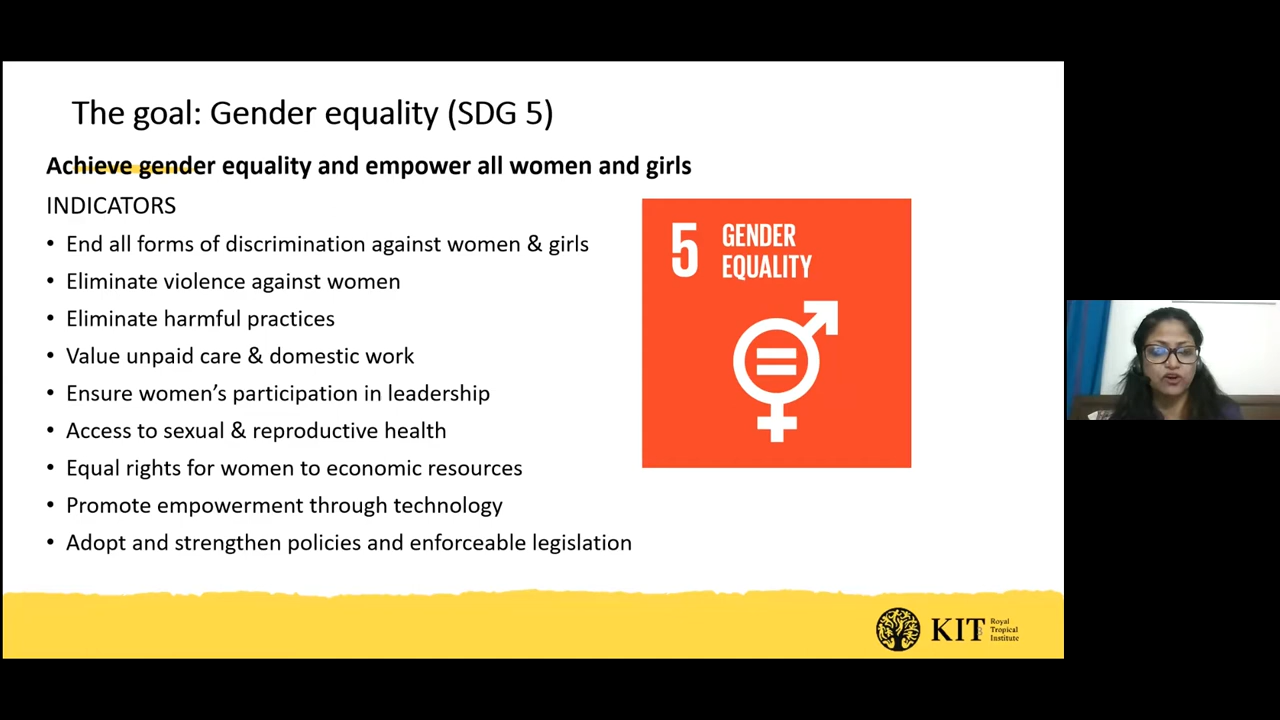 The goal: Gender equality (SDG 5)
Achieve gender equality and empower all women and girls
INDICATORS
• End all forms of discrimination against women & girls
• Eliminate violence against women
• Eliminate harmful practices
• Value unpaid care & domestic work
• Ensure women’s participation in leadership
• Access to sexual & reproductive health
• Equal rights for women to economic resources
• Promote empowerment through technology
• Adopt and strengthen policies and enforceable legislation
5 GENDER
EQUALITY
KIT Royal
Tropical
Institute